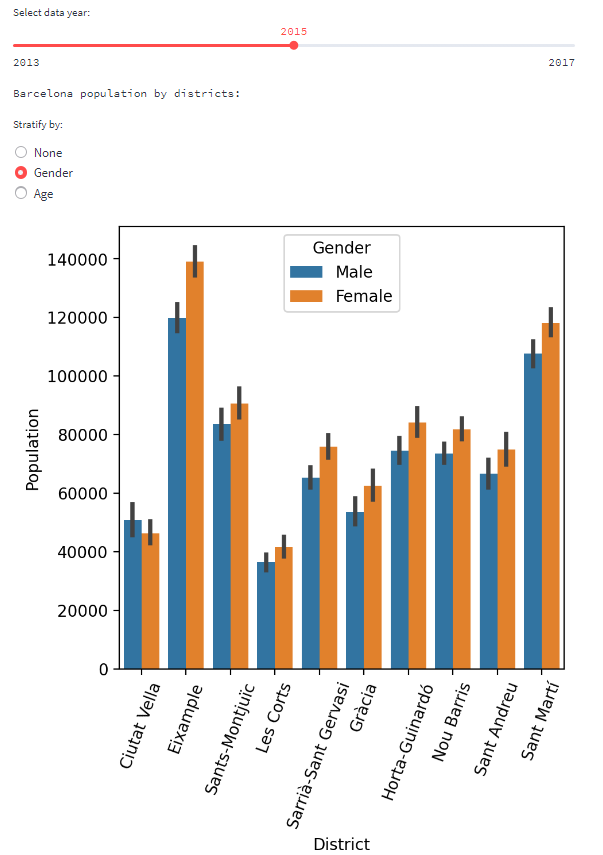 Select data year:
2015
2013 2017
Barcelona population by districts:
Stratify by:
None
Gender
Age
Gender
Male
Female
140000
120000
100000
80000
60000
40000
20000
0
Population
Ciutat Vella
Eixample
Sants-Montjuïc
Les Corts
Sarrià-Sant Gervasi
Gràcia
Horta-Guinardó
Nou Barris
Sant Andreu
Sant Martí
District